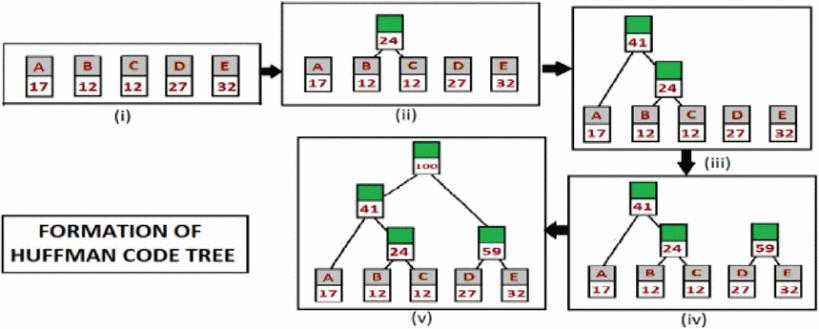 A B C D E
17 12 12 27 32
(i)
24
A B C D E
17 12 12 27 32
(ii)
41
24
A B C D E
17 12 12 27 32
(iii)
41
24 59
A B C D E
17 12 12 27 32
(iv)
100
41
24 59
A B C D E
17 12 12 27 32
(v)
FORMATION OF
HUFFMAN CODE TREE